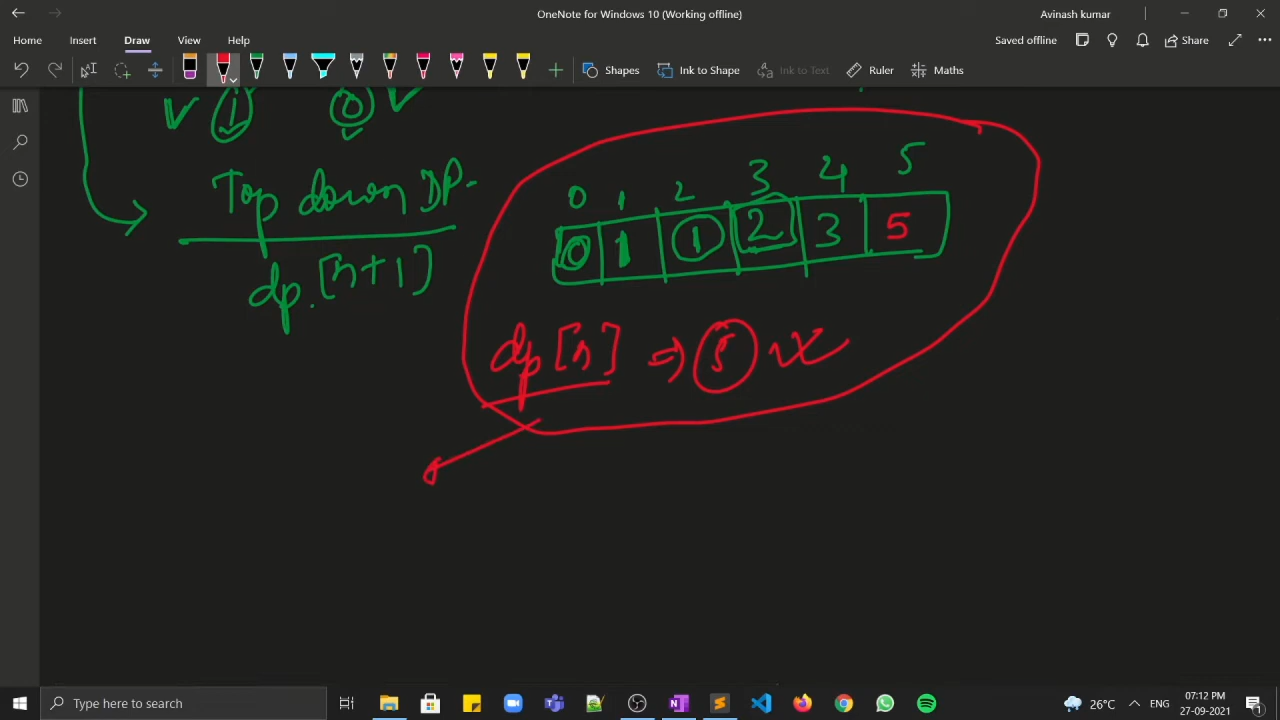 OneNote for Windows 10 (Working offline)
Avinash kumar
Home Insert Draw View Help
Saved offline
Share
Shapes
Ink to Shape
Ink to Text
Ruler
Maths
1 0
Top down DP
dp[n+1]
0 1 2 3 4 5
0 1 1 2 3 5
dp[n] => 5
Type here to search
26°C
ENG
07:12 PM
27-09-2021